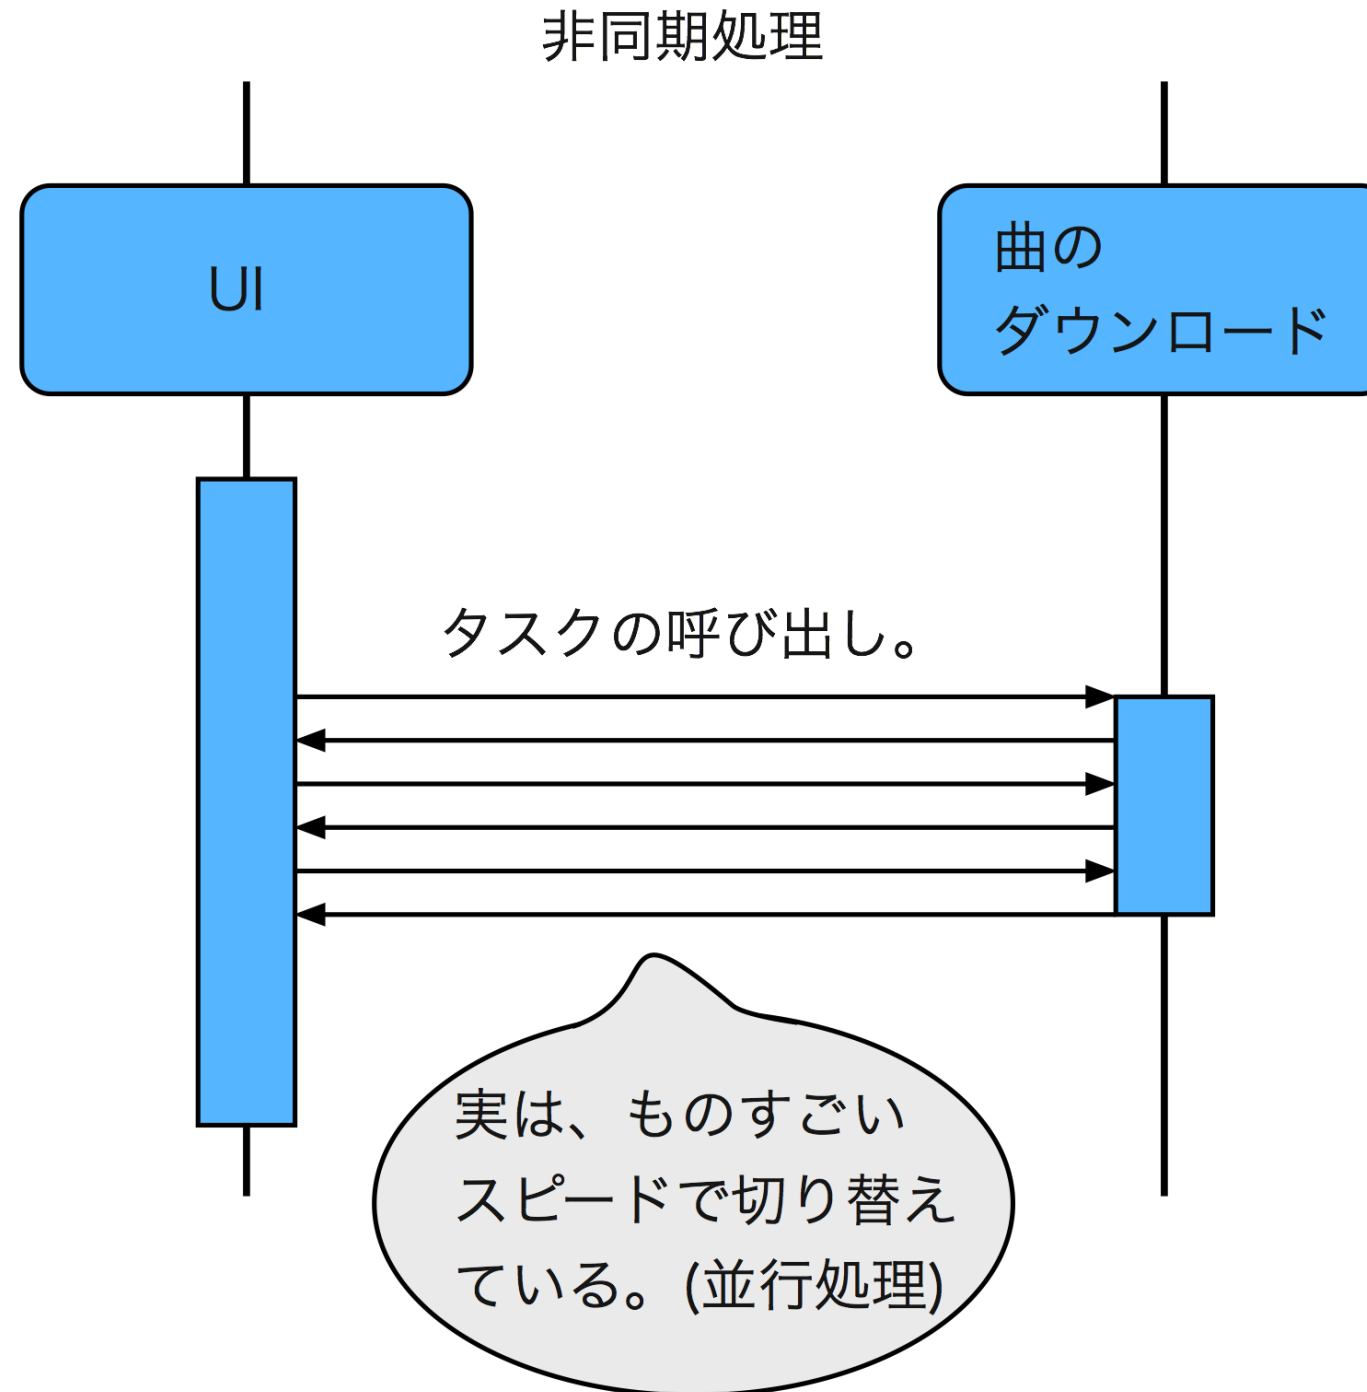 非同期処理
UI
曲の
ダウンロード
タスクの呼び出し。
実は、ものすごい
スピードで切り替え
ている。(並行処理)